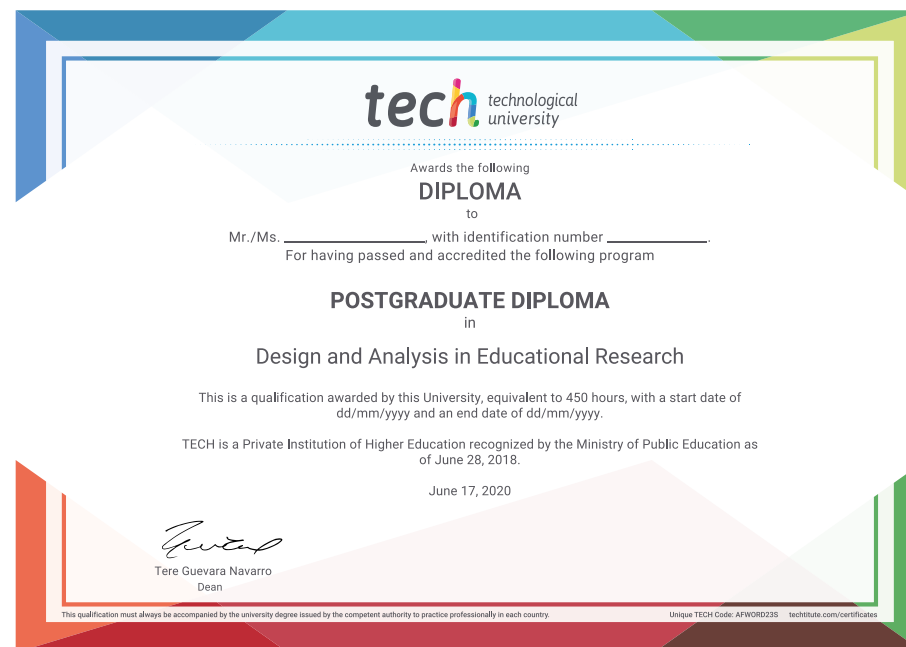 tech technological
university
Awards the following
DIPLOMA
to
Mr./Ms. ______________, with identification number __________.
For having passed and accredited the following program
POSTGRADUATE DIPLOMA
in
Design and Analysis in Educational Research
This is a qualification awarded by this University, equivalent to 450 hours, with a start date of
dd/mm/yyyy and an end date of dd/mm/yyyy.
TECH is a Private Institution of Higher Education recognized by the Ministry of Public Education as
of June 28, 2018.
June 17, 2020
Tere Guevara Navarro
Dean
This qualification must always be accompanied by the university degree issued by the competent authority to practice professionally in each country. Unique TECH Code: AFWORD23S techtitute.com/certificates